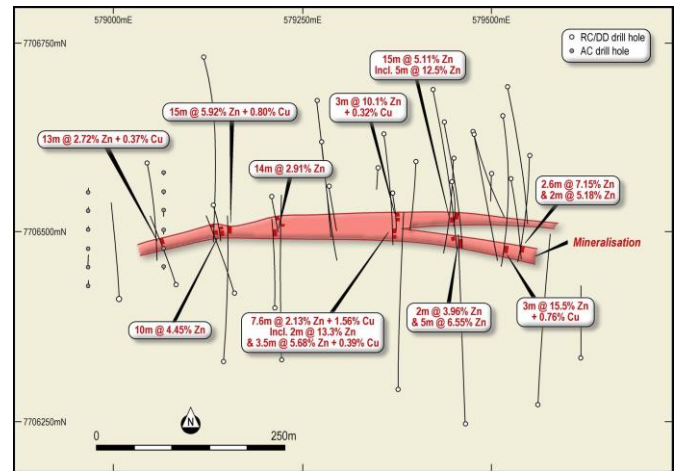 579000mE
579250mE
579500mE
7706750mN
RC/DD drill hole
AC drill hole
15m @ 5.11% Zn
Incl. 5m @ 12.5% Zn
15m @ 5.92% Zn + 0.80% Cu
3m @ 10.1% Zn
+ 0.32% Cu
13m @ 2.72% Zn + 0.37% Cu
14m @ 2.91% Zn
2.6m @ 7.15% Zn
& 2m @ 5.18% Zn
7706500mN
Mineralisation
10m @ 4.45% Zn
7.6m @ 2.13% Zn + 1.56% Cu
Incl. 2m @ 13.3% Zn
& 3.5m @ 5.68% Zn + 0.39% Cu
2m @ 3.96% Zn
& 5m @ 6.55% Zn
3m @ 15.5% Zn
+ 0.76% Cu
7706250mN
N
0
250m